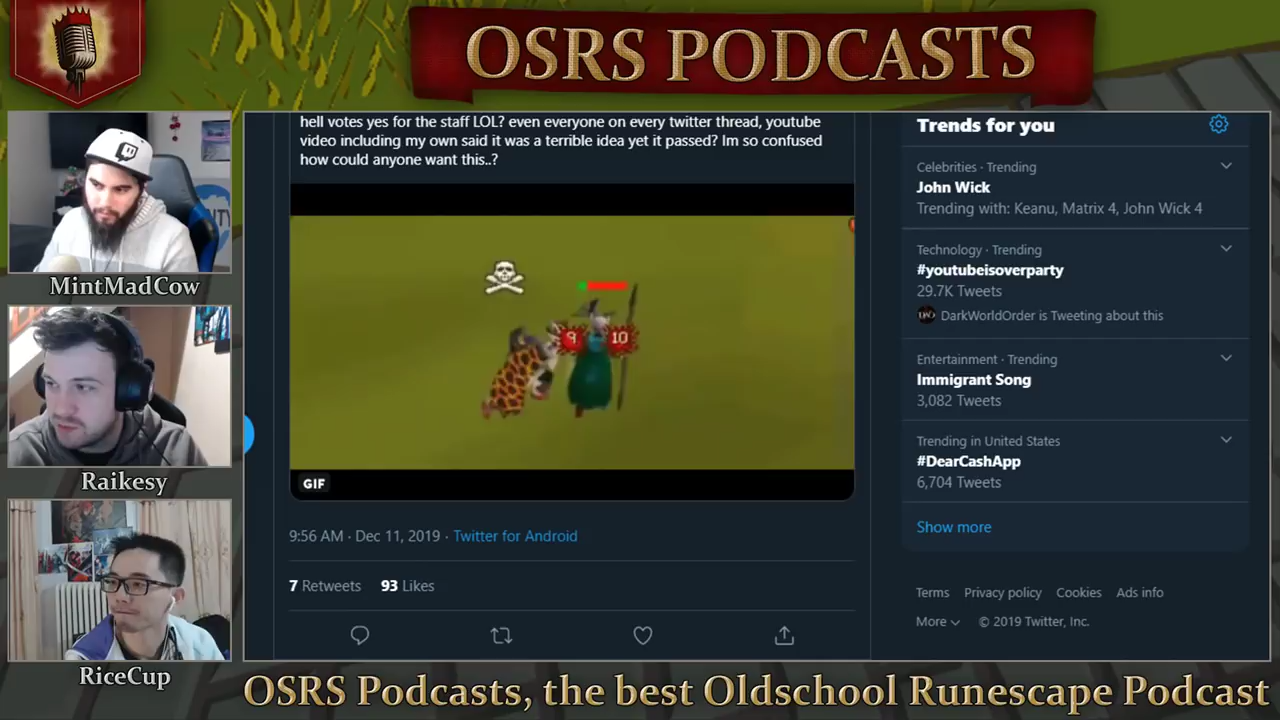 OSRS PODCASTS
MintMadCow
Raikesy
RiceCup
hell votes yes for the staff LOL? even everyone on every twitter thread, youtube
video including my own said it was a terrible idea yet it passed? Im so confused
how could anyone want this..?
9
10
GIF
9:56 AM · Dec 11, 2019 · Twitter for Android
7 Retweets 93 Likes
Trends for you
Celebrities · Trending
John Wick
Trending with: Keanu, Matrix 4, John Wick 4
Technology · Trending
#youtubeisoverparty
29.7K Tweets
DarkWorldOrder is Tweeting about this
Entertainment · Trending
Immigrant Song
3,082 Tweets
Trending in United States
#DearCashApp
6,704 Tweets
Show more
Terms Privacy policy Cookies Ads info
More © 2019 Twitter, Inc.
OSRS Podcasts, the best Oldschool Runescape Podcast